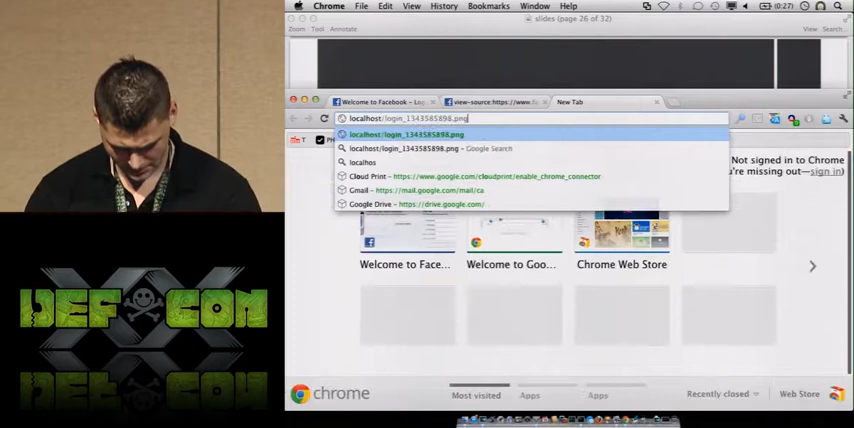 Chrome File Edit View History Bookmarks Window Help (0:27)
slides (page 26 of 32)
Zoom Tool Annotate View Search...
Welcome to Facebook - Log view-source:https://www.f New Tab
localhost/login_1343585898.png
localhost/login_1343585898.png
localhost/login_1343585898.png - Google Search
localhos
Cloud Print - https://www.google.com/cloudprint/enable_chrome_connector
Gmail - https://mail.google.com/mail/ca
Google Drive - https://drive.google.com/
Not signed in to Chrome
u're missing out—sign in)
Welcome to Face... Welcome to Goo... Chrome Web Store
chrome Most visited Apps Apps Recently closed Web Store
DEF CON
XX